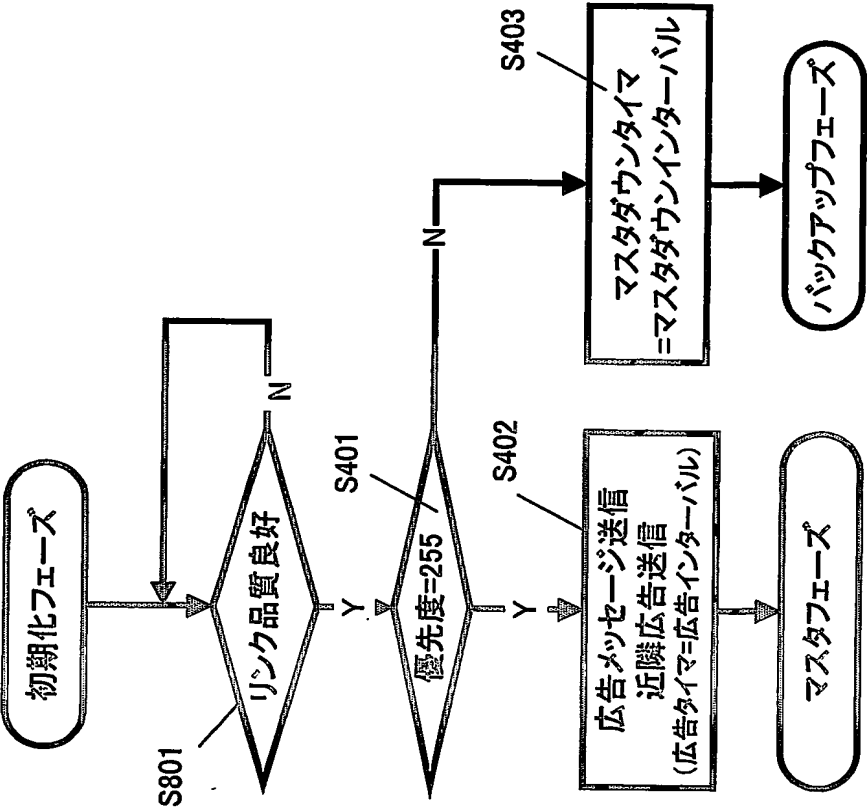 初期化フェーズ
S801
リンク品質良好
N
Y
S401
優先度=255
N
Y
S402
広告メッセージ送信
近隣広告送信
(広告タイマ=広告インターバル)
マスタフェーズ
S403
マスタダウンタイマ
=マスタダウンインターバル
バックアップフェーズ